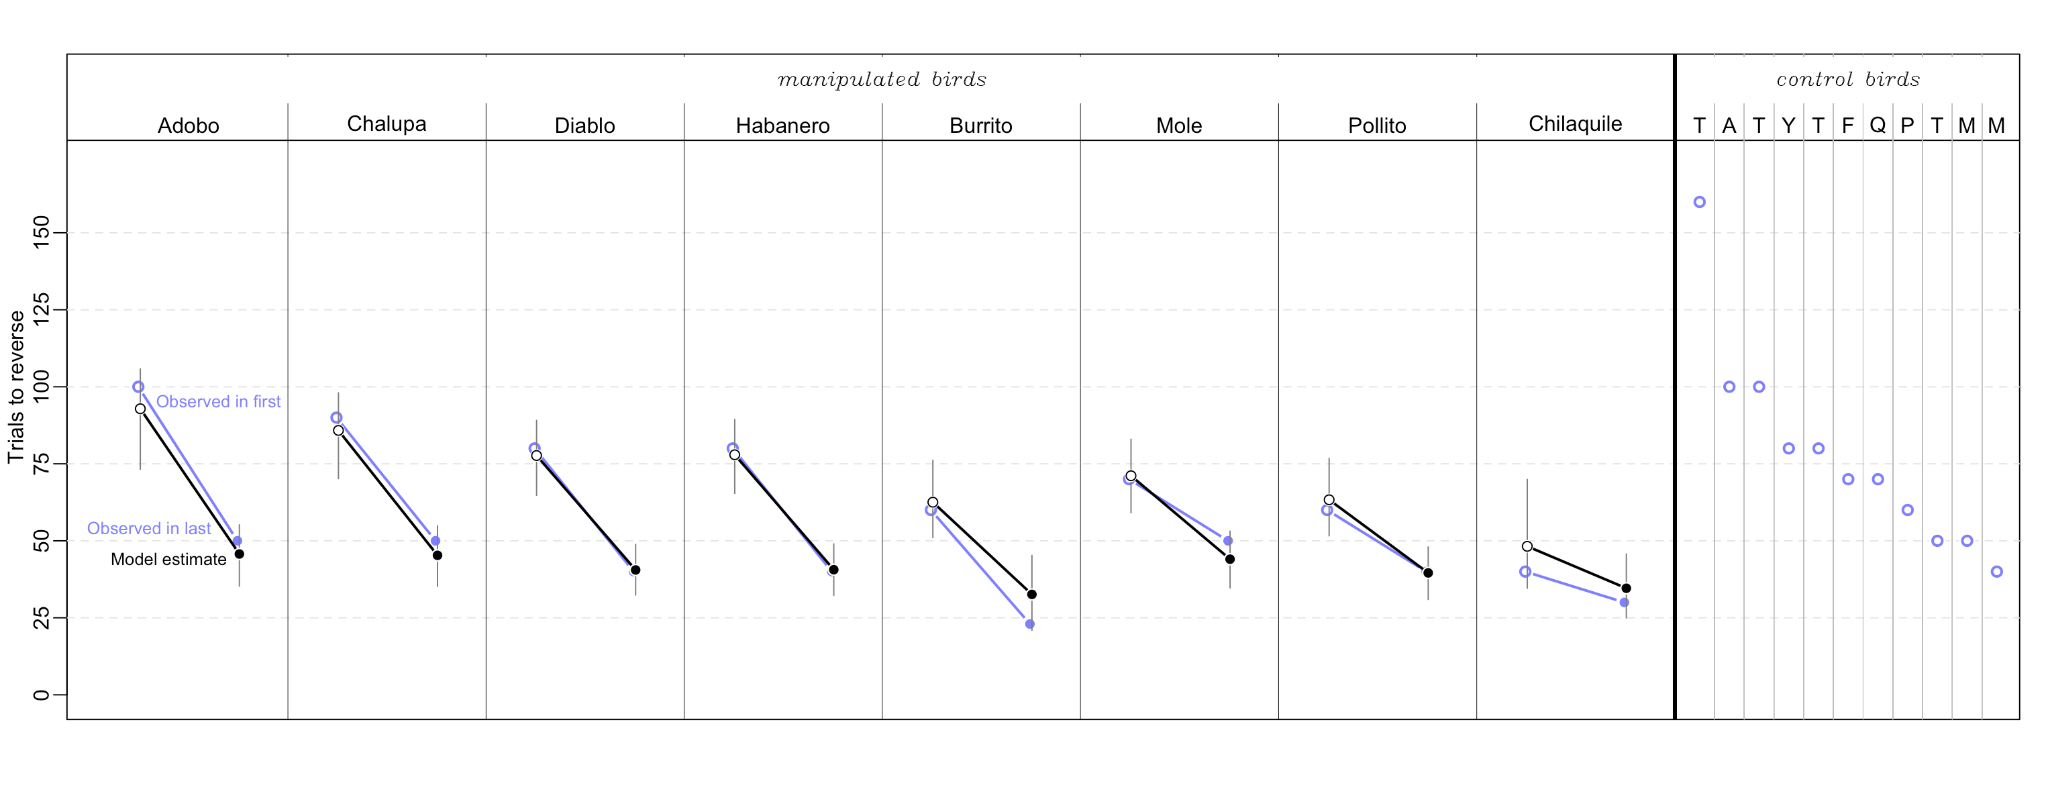 manipulated birds
control birds
Adobo
Chalupa
Diablo
Habanero
Burrito
Mole
Pollito
Chilaquile
T A T Y T F Q P T M M
Trials to reverse
150
125
100
75
50
25
0
Observed in first
Observed in last
Model estimate